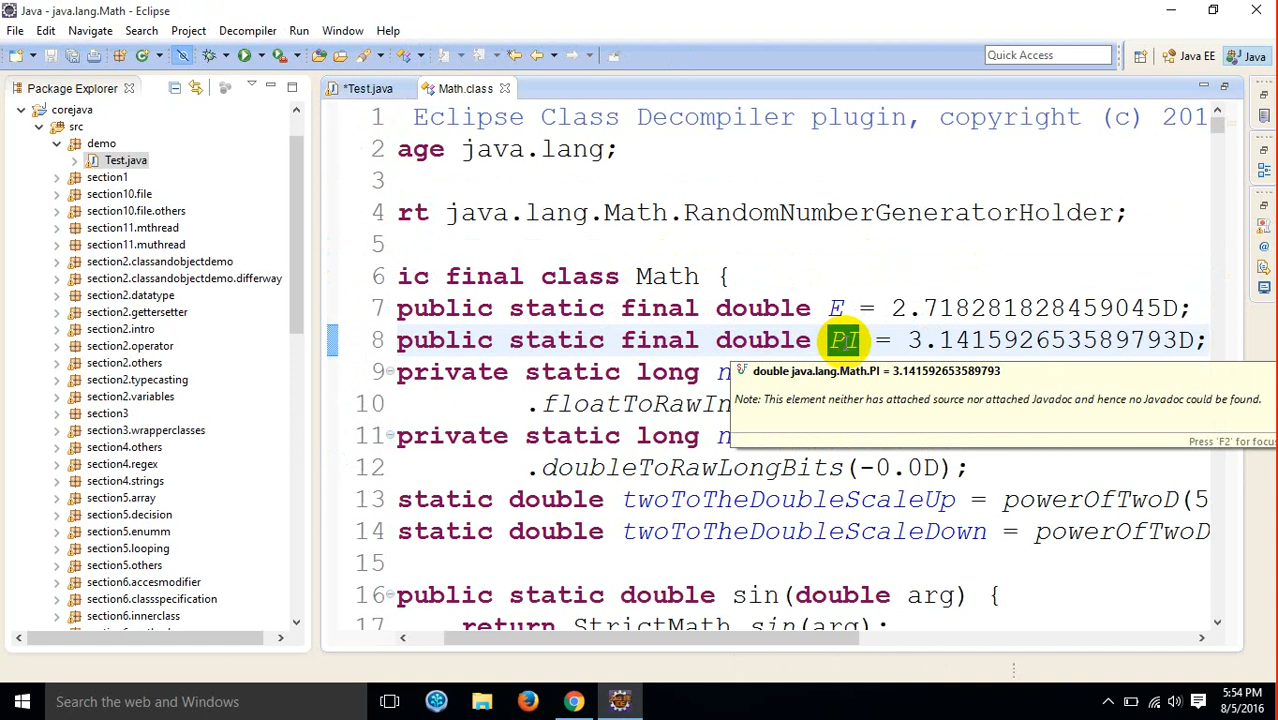 Java - java.lang.Math - Eclipse
File Edit Navigate Search Project Decompiler Run Window Help
Quick Access
Java EE
Java
Package Explorer
*Test.java
Math.class
corejava
src
demo
Test.java
section1
section10.file
section10.file.others
section11.mthread
section11.muthread
section2.classandobjectdemo
section2.classandobjectdemo.differway
section2.datatype
section2.gettersetter
section2.intro
section2.operator
section2.typecasting
section2.variables
section3
section3.wrapperclasses
section4.others
section4.regex
section4.strings
section5.array
section5.decision
section5.enumm
section5.looping
section5.others
section6.accesmodifier
section6.classspecification
section6.innerclass
1 Eclipse Class Decompiler plugin, copyright (c) 201
2 age java.lang;
3
4 rt java.lang.Math.RandomNumberGeneratorHolder;
5
6 ic final class Math {
7 public static final double E = 2.718281828459045D;
8 public static final double PI = 3.141592653589793D;
9 private static long n
10 .floatToRawIn
11 private static long n
12 .doubleToRawLongBits(-0.0D);
13 static double twoToTheDoubleScaleUp = powerOfTwoD(5
14 static double twoToTheDoubleScaleDown = powerOfTwoD
15
16 public static double sin(double arg) {
17 return StrictMath.sin(arg);
double java.lang.Math.PI = 3.141592653589793
Note: This element neither has attached source nor attached Javadoc and hence no Javadoc could be found.
Press 'F2' for focus
Search the web and Windows
5:54 PM
8/5/2016